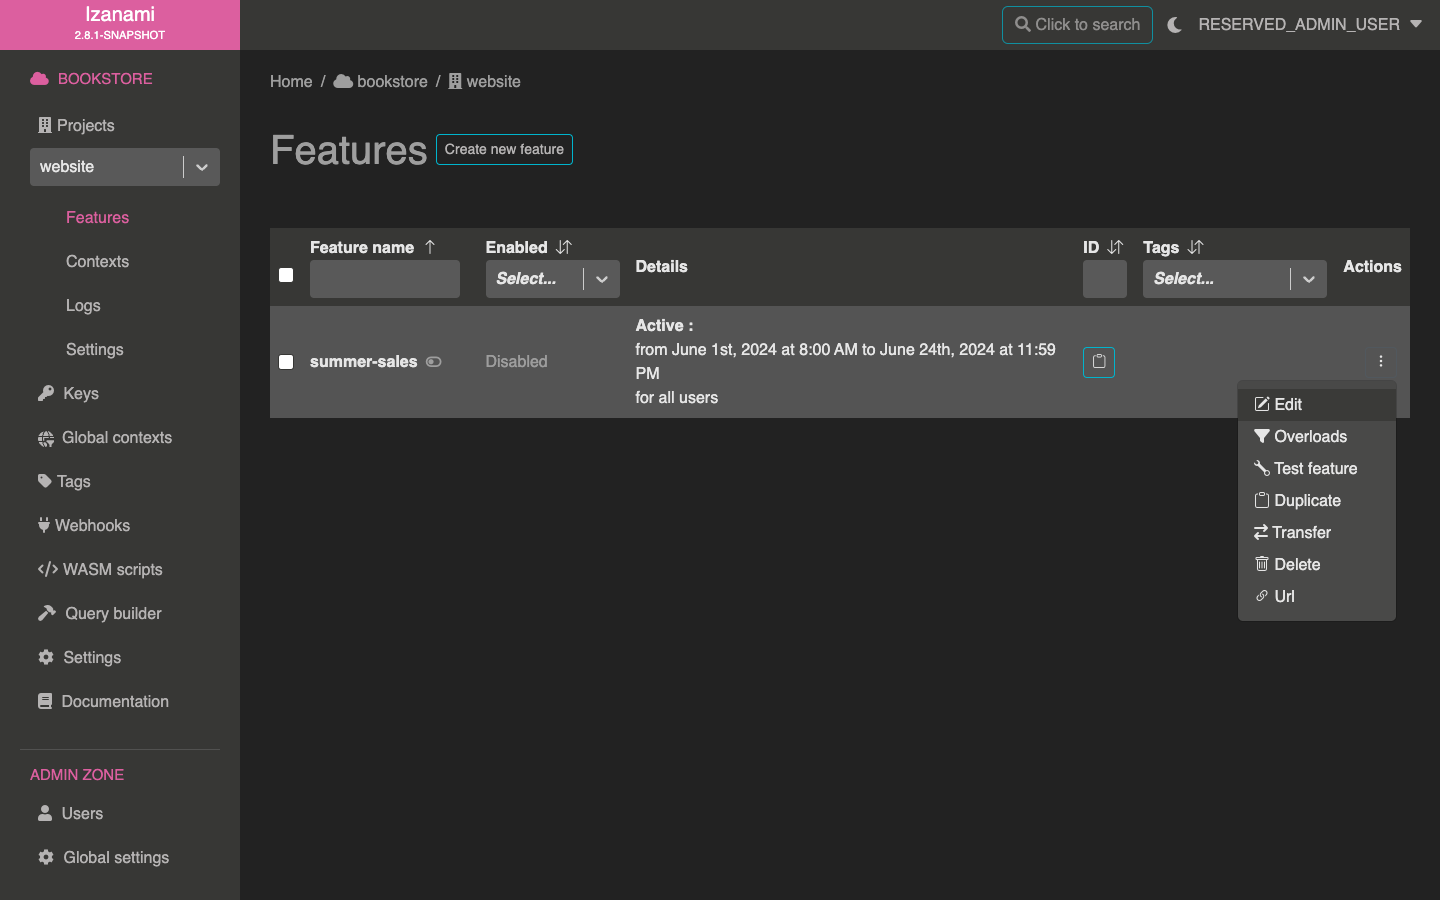 Izanami
2.8.1-SNAPSHOT
Click to search
RESERVED_ADMIN_USER
BOOKSTORE
Projects
website
Features
Contexts
Logs
Settings
Keys
Global contexts
Tags
Webhooks
WASM scripts
Query builder
Settings
Documentation
ADMIN ZONE
Users
Global settings
Home / bookstore / website
Features
Create new feature
Feature name
Enabled
Select...
Details
ID
Tags
Select...
Actions
summer-sales
Disabled
Active :
from June 1st, 2024 at 8:00 AM to June 24th, 2024 at 11:59
PM
for all users
Edit
Overloads
Test feature
Duplicate
Transfer
Delete
Url